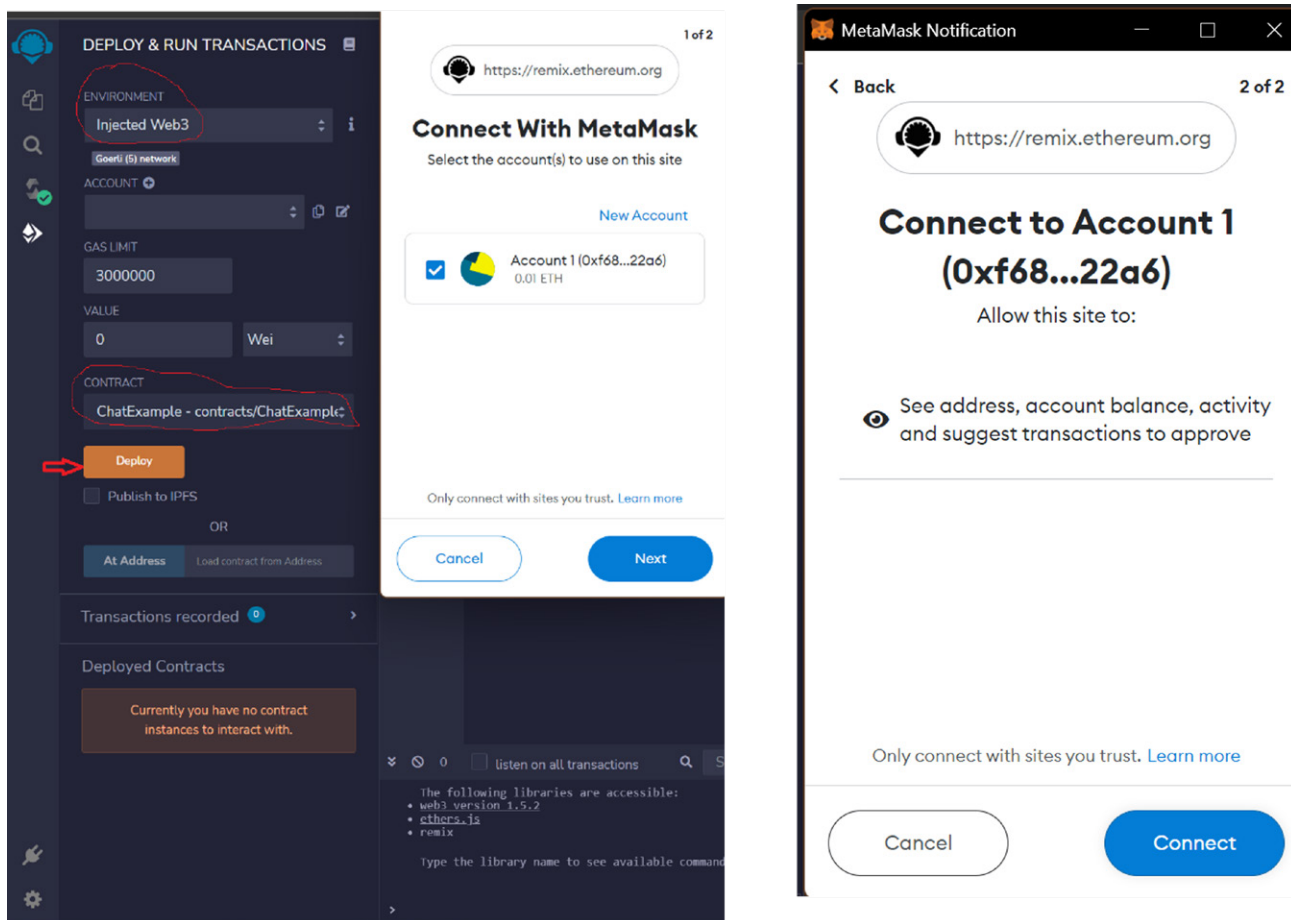 DEPLOY & RUN TRANSACTIONS
ENVIRONMENT
Injected Web3
Goerli (5) network
ACCOUNT
GAS LIMIT
3000000
VALUE
0 Wei
CONTRACT
ChatExample - contracts/ChatExample
Deploy
Publish to IPFS
OR
At Address Load contract from Address
Transactions recorded 0
Deployed Contracts
Currently you have no contract
instances to interact with.
1 of 2
https://remix.ethereum.org
Connect With MetaMask
Select the account(s) to use on this site
New Account
Account 1 (0xf68...22a6)
0.01 ETH
Only connect with sites you trust. Learn more
Cancel Next
0 listen on all transactions S
The following libraries are accessible:
• web3 version 1.5.2
• ethers.js
• remix
Type the library name to see available command
>
MetaMask Notification
< Back 2 of 2
https://remix.ethereum.org
Connect to Account 1
(0xf68...22a6)
Allow this site to:
See address, account balance, activity
and suggest transactions to approve
Only connect with sites you trust. Learn more
Cancel Connect